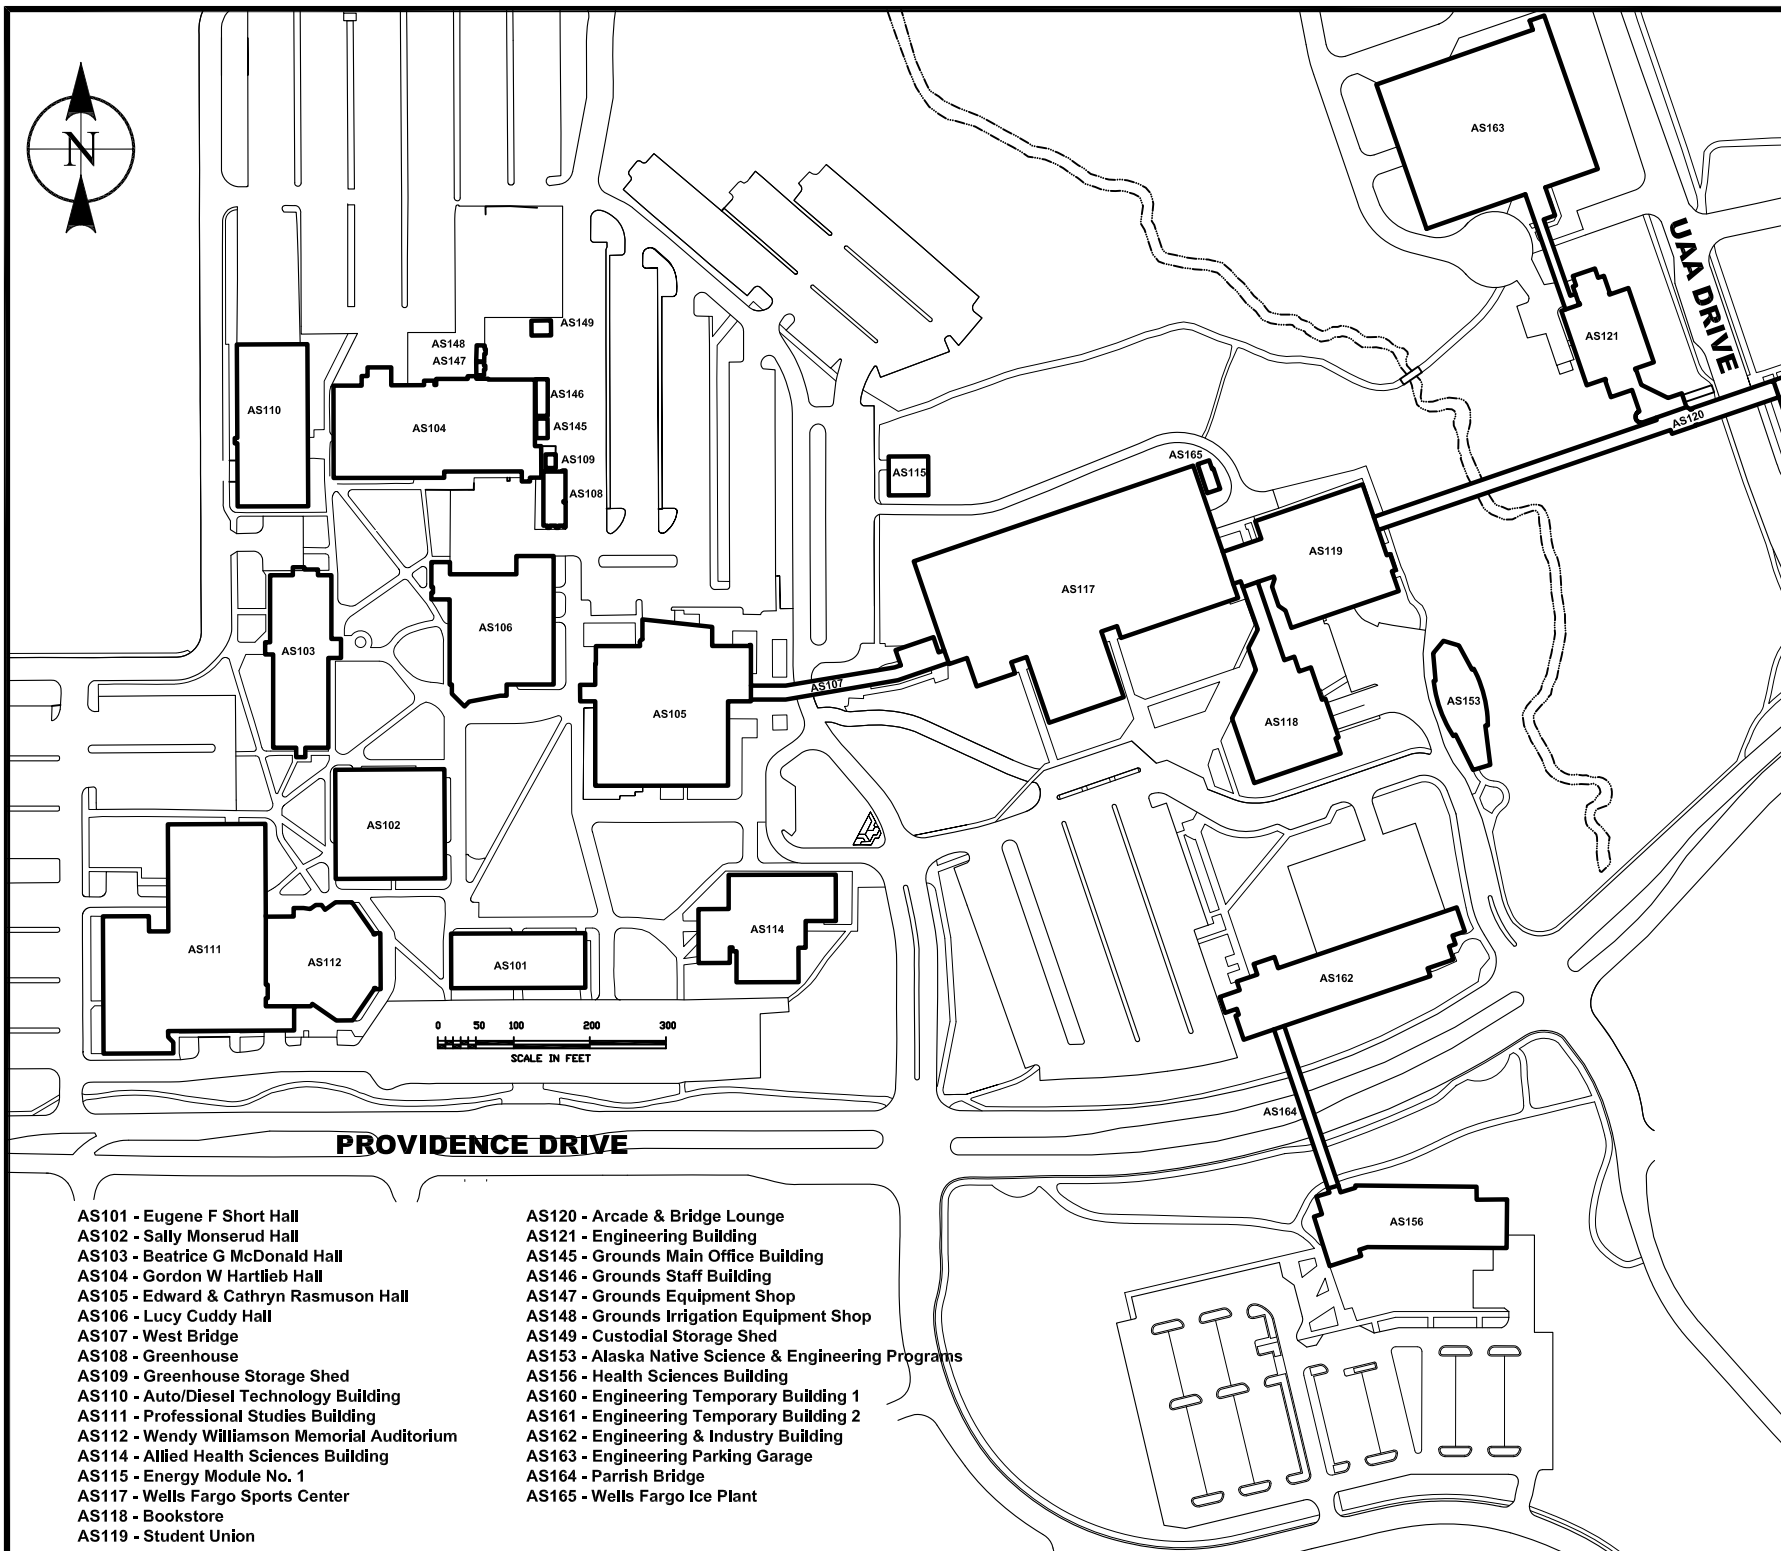 N
AS163
UAA DRIVE
AS149
AS148
AS147
AS121
AS146
AS110
AS104
AS145
AS120
AS109
AS165
AS115
AS108
AS119
AS117
AS106
AS103
AS107
AS105
AS153
AS118
AS102
AS114
AS111
AS112
AS101
AS162
0 50 100 200 300
SCALE IN FEET
AS164
PROVIDENCE DRIVE
AS156
AS101 - Eugene F Short Hall
AS102 - Sally Monserud Hall
AS103 - Beatrice G McDonald Hall
AS104 - Gordon W Hartlieb Hall
AS105 - Edward & Cathryn Rasmuson Hall
AS106 - Lucy Cuddy Hall
AS107 - West Bridge
AS108 - Greenhouse
AS109 - Greenhouse Storage Shed
AS110 - Auto/Diesel Technology Building
AS111 - Professional Studies Building
AS112 - Wendy Williamson Memorial Auditorium
AS114 - Allied Health Sciences Building
AS115 - Energy Module No. 1
AS117 - Wells Fargo Sports Center
AS118 - Bookstore
AS119 - Student Union
AS120 - Arcade & Bridge Lounge
AS121 - Engineering Building
AS145 - Grounds Main Office Building
AS146 - Grounds Staff Building
AS147 - Grounds Equipment Shop
AS148 - Grounds Irrigation Equipment Shop
AS149 - Custodial Storage Shed
AS153 - Alaska Native Science & Engineering Programs
AS156 - Health Sciences Building
AS160 - Engineering Temporary Building 1
AS161 - Engineering Temporary Building 2
AS162 - Engineering & Industry Building
AS163 - Engineering Parking Garage
AS164 - Parrish Bridge
AS165 - Wells Fargo Ice Plant